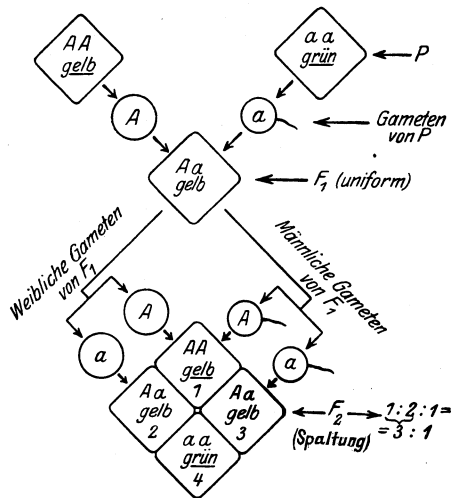 AA
gelb
aa
grün
P
A
a
Gameten
von P
Aa
gelb
F₁ (uniform)
Weibliche Gameten
von F₁
Männliche Gameten
von F₁
A
a
A
a
AA
gelb
1
Aa
gelb
2
Aa
gelb
3
aa
grün
4
F₂
(Spaltung)
1:2:1=
=3:1